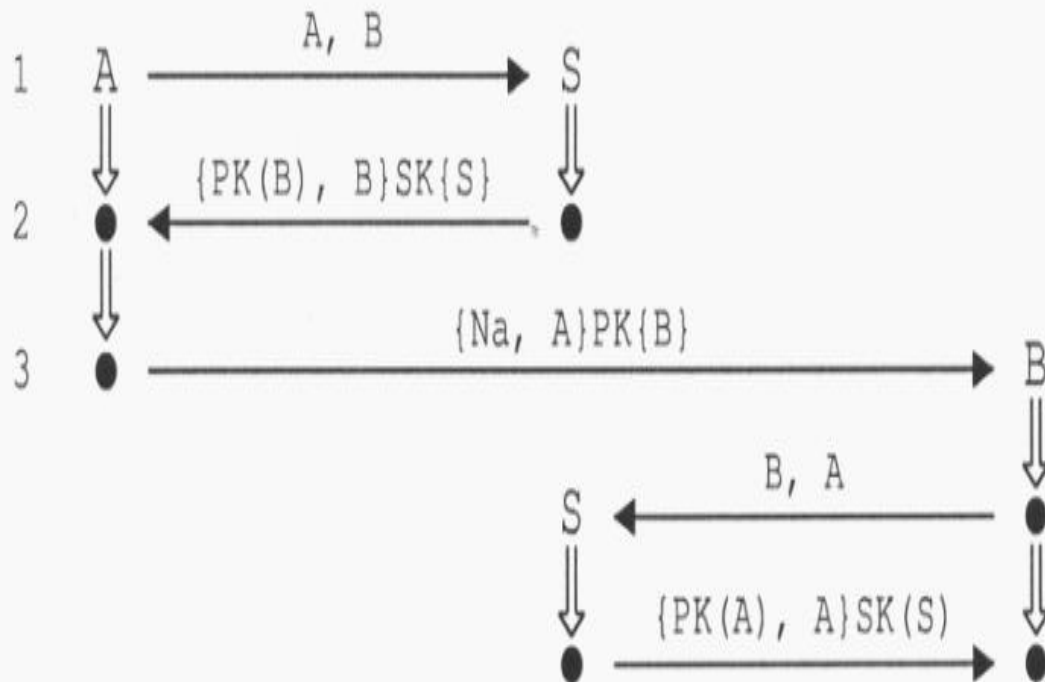 A, B
1 A S
{PK(B), B}SK{S}
2
{Na, A}PK{B}
3 B
B, A
S
{PK(A), A}SK(S)